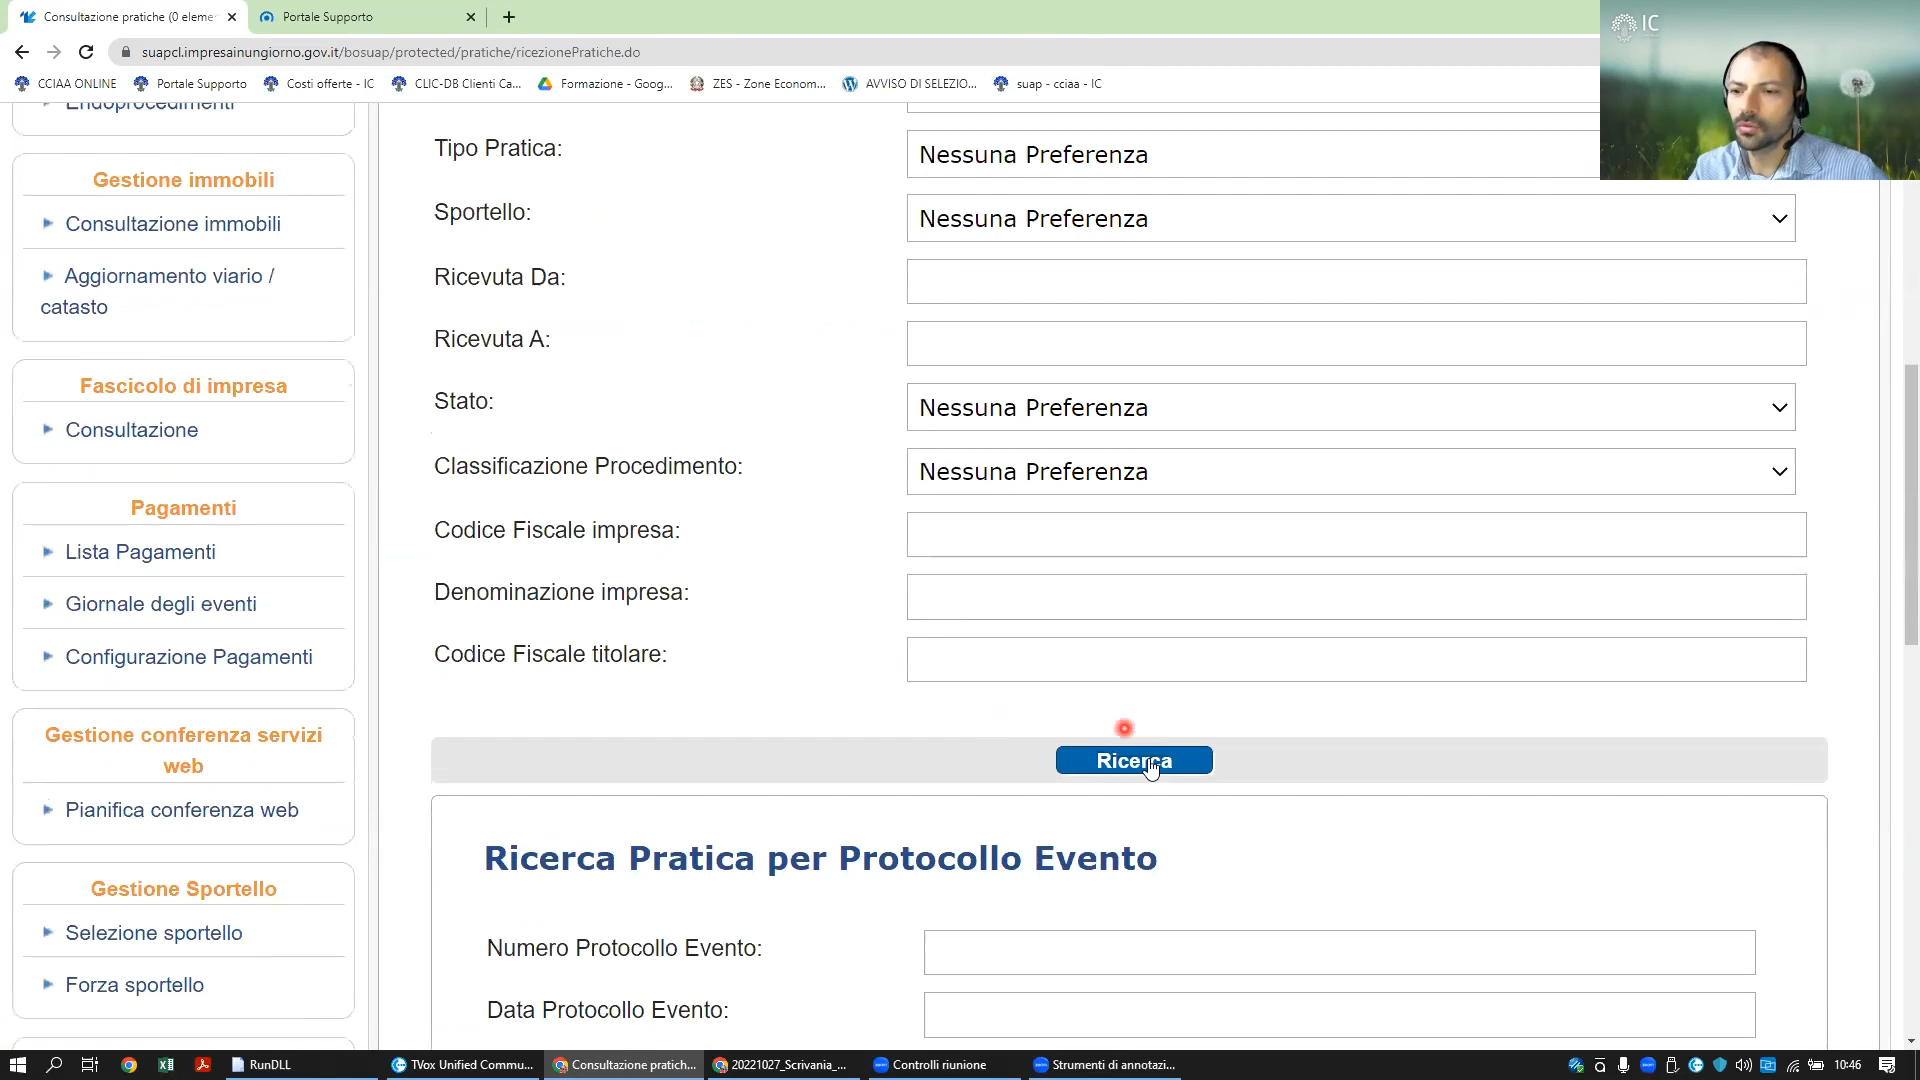 Consultazione pratiche (0 eleme
Portale Supporto
suapcl.impresainungiorno.gov.it/bosuap/protected/pratiche/ricezionePratiche.do
CCIAA ONLINE
Portale Supporto
Costi offerte - IC
CLIC-DB Clienti Ca...
Formazione - Goog...
ZES - Zone Econom...
AVVISO DI SELEZIO...
suap - cciaa - IC
IC
Endoprocedimenti
Gestione immobili
Consultazione immobili
Aggiornamento viario /
catasto
Fascicolo di impresa
Consultazione
Pagamenti
Lista Pagamenti
Giornale degli eventi
Configurazione Pagamenti
Gestione conferenza servizi
web
Pianifica conferenza web
Gestione Sportello
Selezione sportello
Forza sportello
Tipo Pratica:
Nessuna Preferenza
Sportello:
Nessuna Preferenza
Ricevuta Da:
Ricevuta A:
Stato:
Nessuna Preferenza
Classificazione Procedimento:
Nessuna Preferenza
Codice Fiscale impresa:
Denominazione impresa:
Codice Fiscale titolare:
Ricerca
Ricerca Pratica per Protocollo Evento
Numero Protocollo Evento:
Data Protocollo Evento:
RunDLL
TVox Unified Commu...
Consultazione pratich...
20221027_Scrivania_...
Controlli riunione
Strumenti di annotazi...
10:46